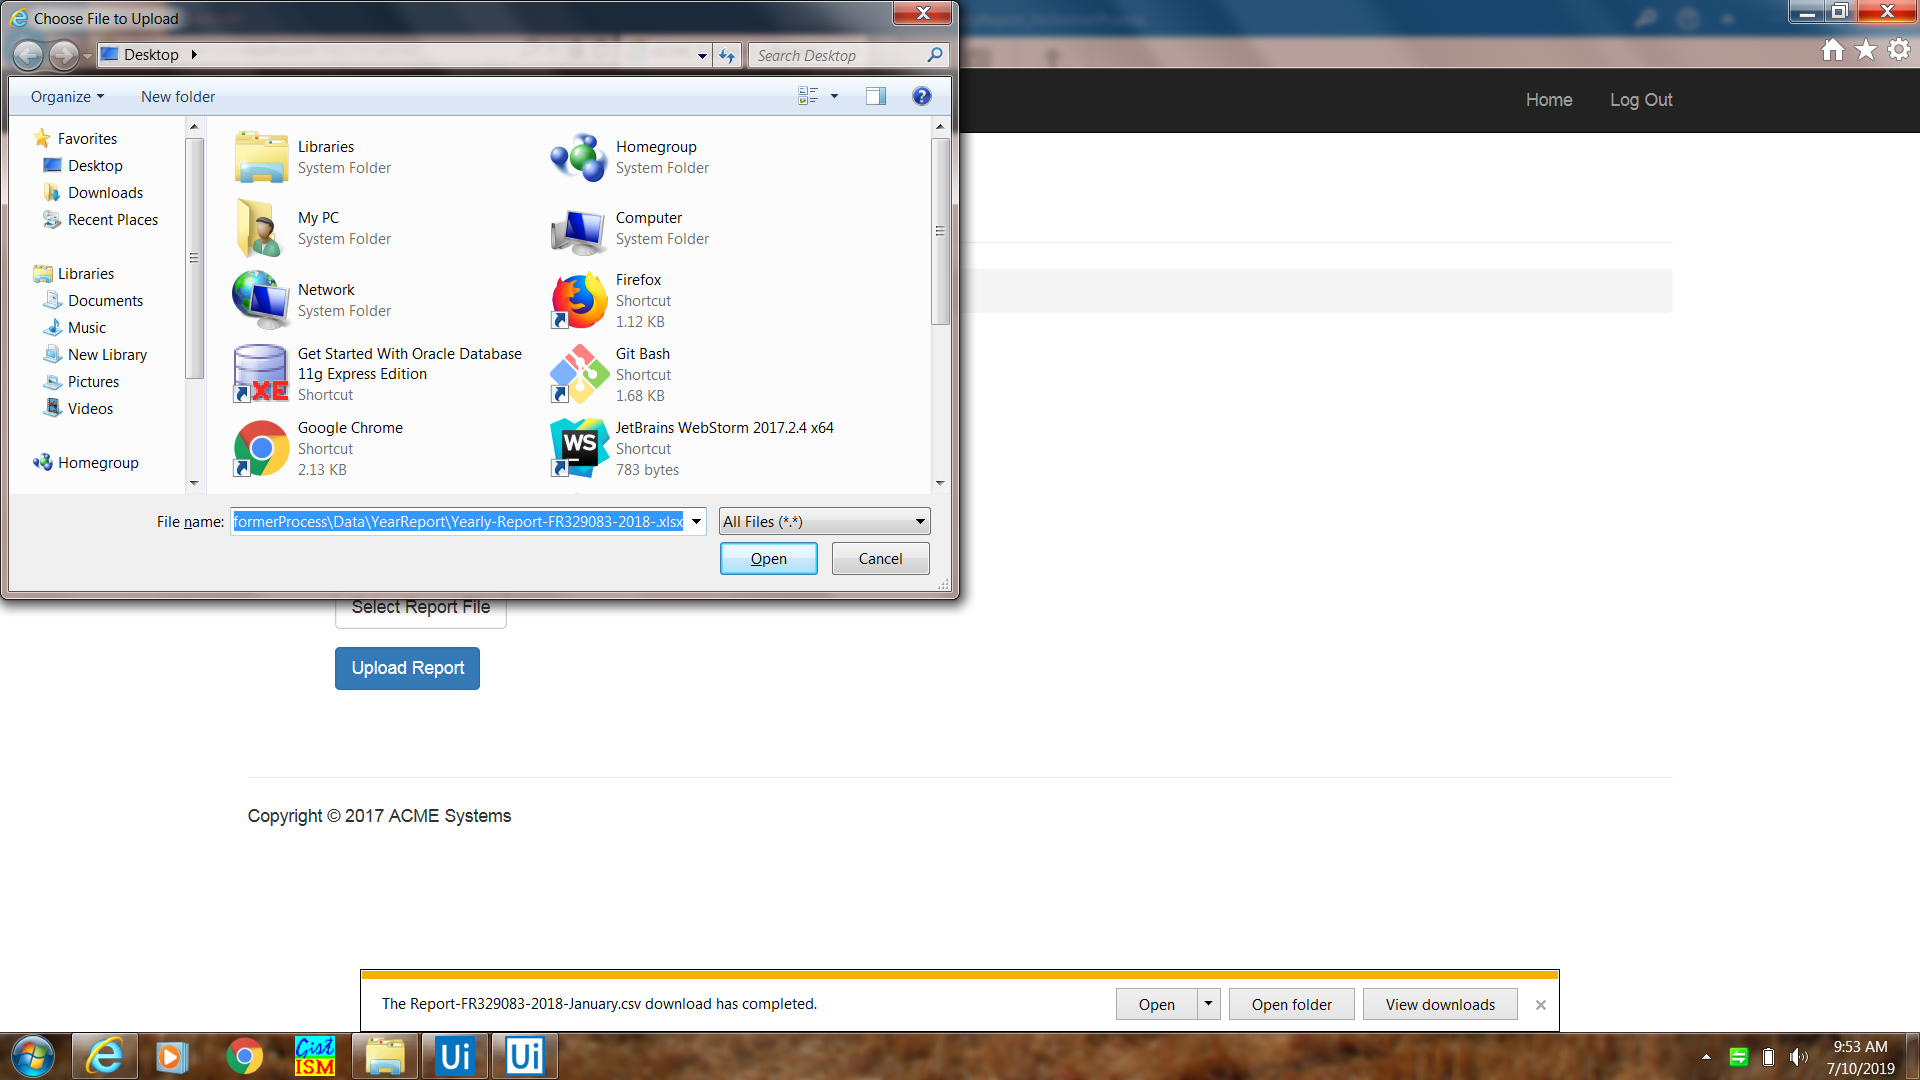 Choose File to Upload
Desktop
Search Desktop
Organize
New folder
Home
Log Out
Favorites
Desktop
Downloads
Recent Places
Libraries
Documents
Music
New Library
Pictures
Videos
Homegroup
Libraries
System Folder
Homegroup
System Folder
My PC
System Folder
Computer
System Folder
Network
System Folder
Firefox
Shortcut
1.12 KB
Get Started With Oracle Database
11g Express Edition
Shortcut
XE
Git Bash
Shortcut
1.68 KB
Google Chrome
Shortcut
2.13 KB
WS
JetBrains WebStorm 2017.2.4 x64
Shortcut
783 bytes
File name:
formerProcess\Data\YearReport\Yearly-Report-FR329083-2018-.xlsx
All Files (*.*)
Open
Cancel
Select Report File
Upload Report
Copyright © 2017 ACME Systems
The Report-FR329083-2018-January.csv download has completed.
Open
Open folder
View downloads
Gist
ISM
Ui
Ui
9:53 AM
7/10/2019